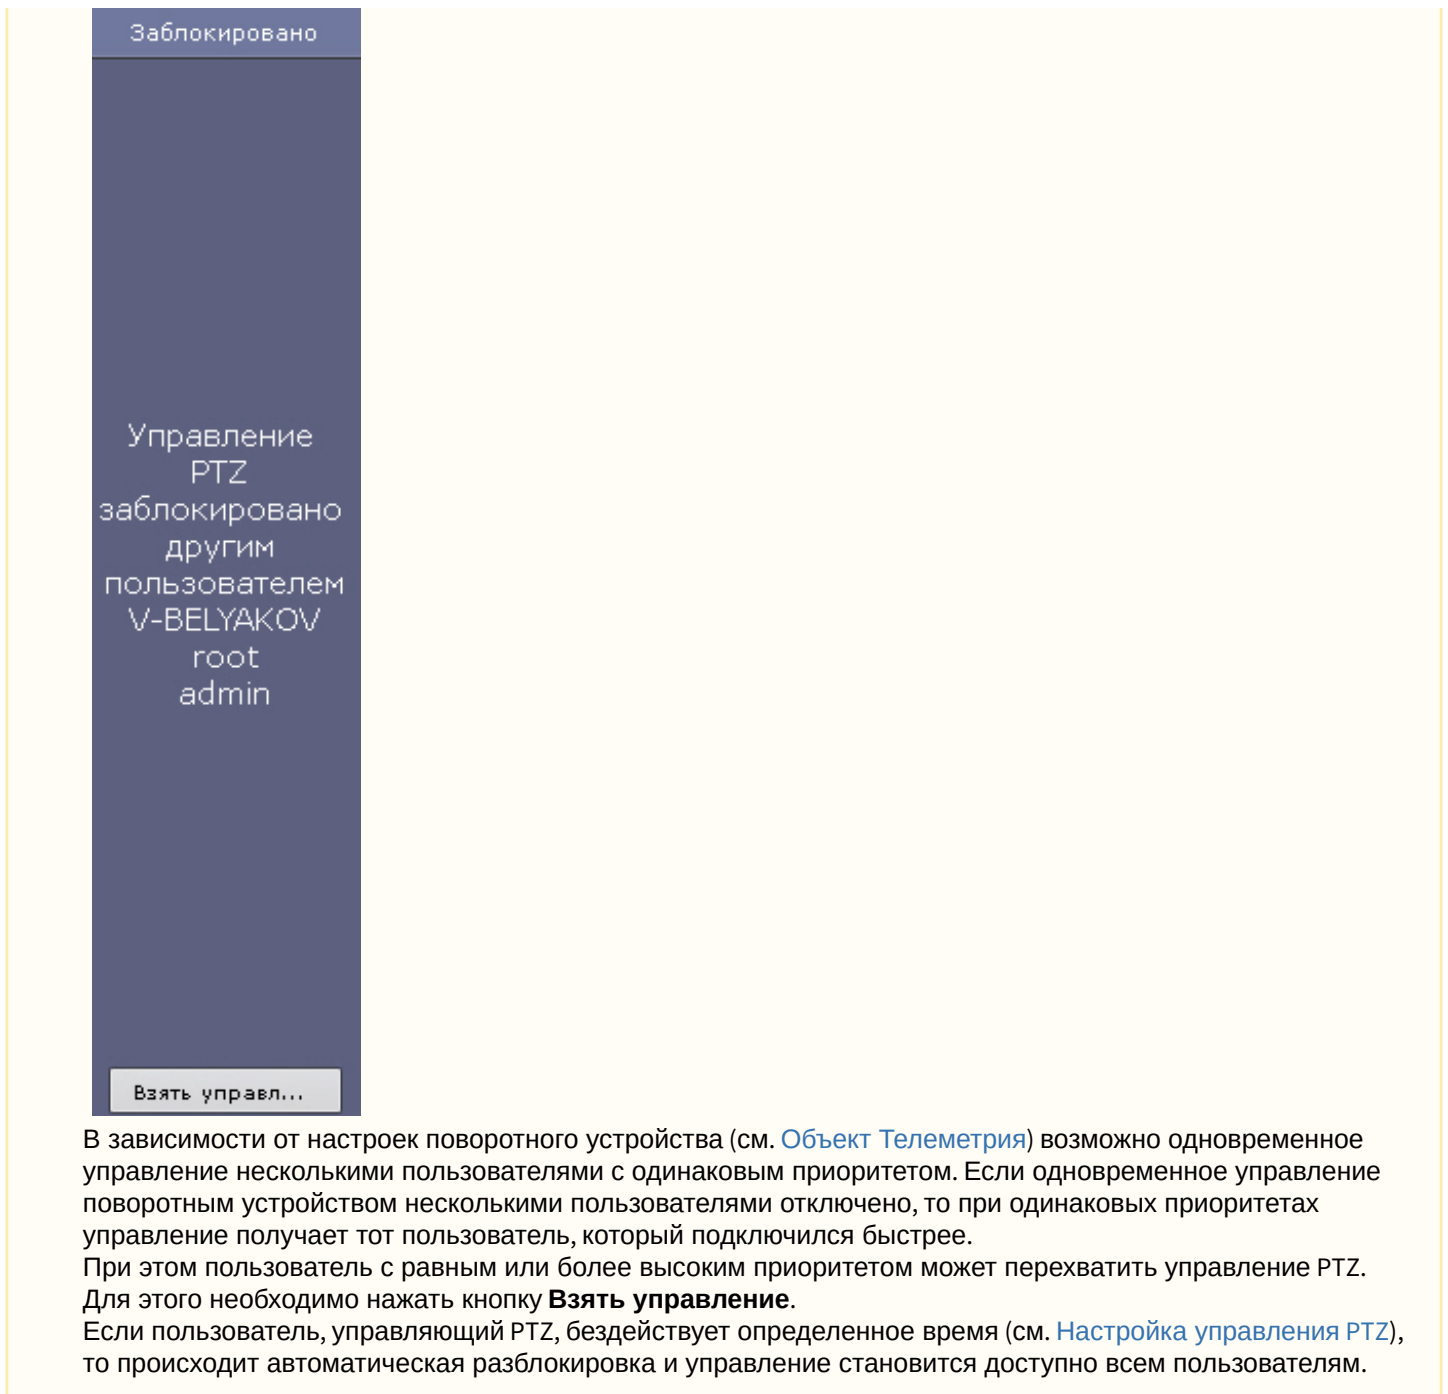 Заблокировано
Управление
PTZ
заблокировано
другим
пользователем
V-BELYAKOV
root
admin
Взять управл...
В зависимости от настроек поворотного устройства (см. Объект Телеметрия) возможно одновременное
управление несколькими пользователями с одинаковым приоритетом. Если одновременное управление
поворотным устройством несколькими пользователями отключено, то при одинаковых приоритетах
управление получает тот пользователь, который подключился быстрее.
При этом пользователь с равным или более высоким приоритетом может перехватить управление PTZ.
Для этого необходимо нажать кнопку Взять управление.
Если пользователь, управляющий PTZ, бездействует определенное время (см. Настройка управления PTZ),
то происходит автоматическая разблокировка и управление становится доступно всем пользователям.